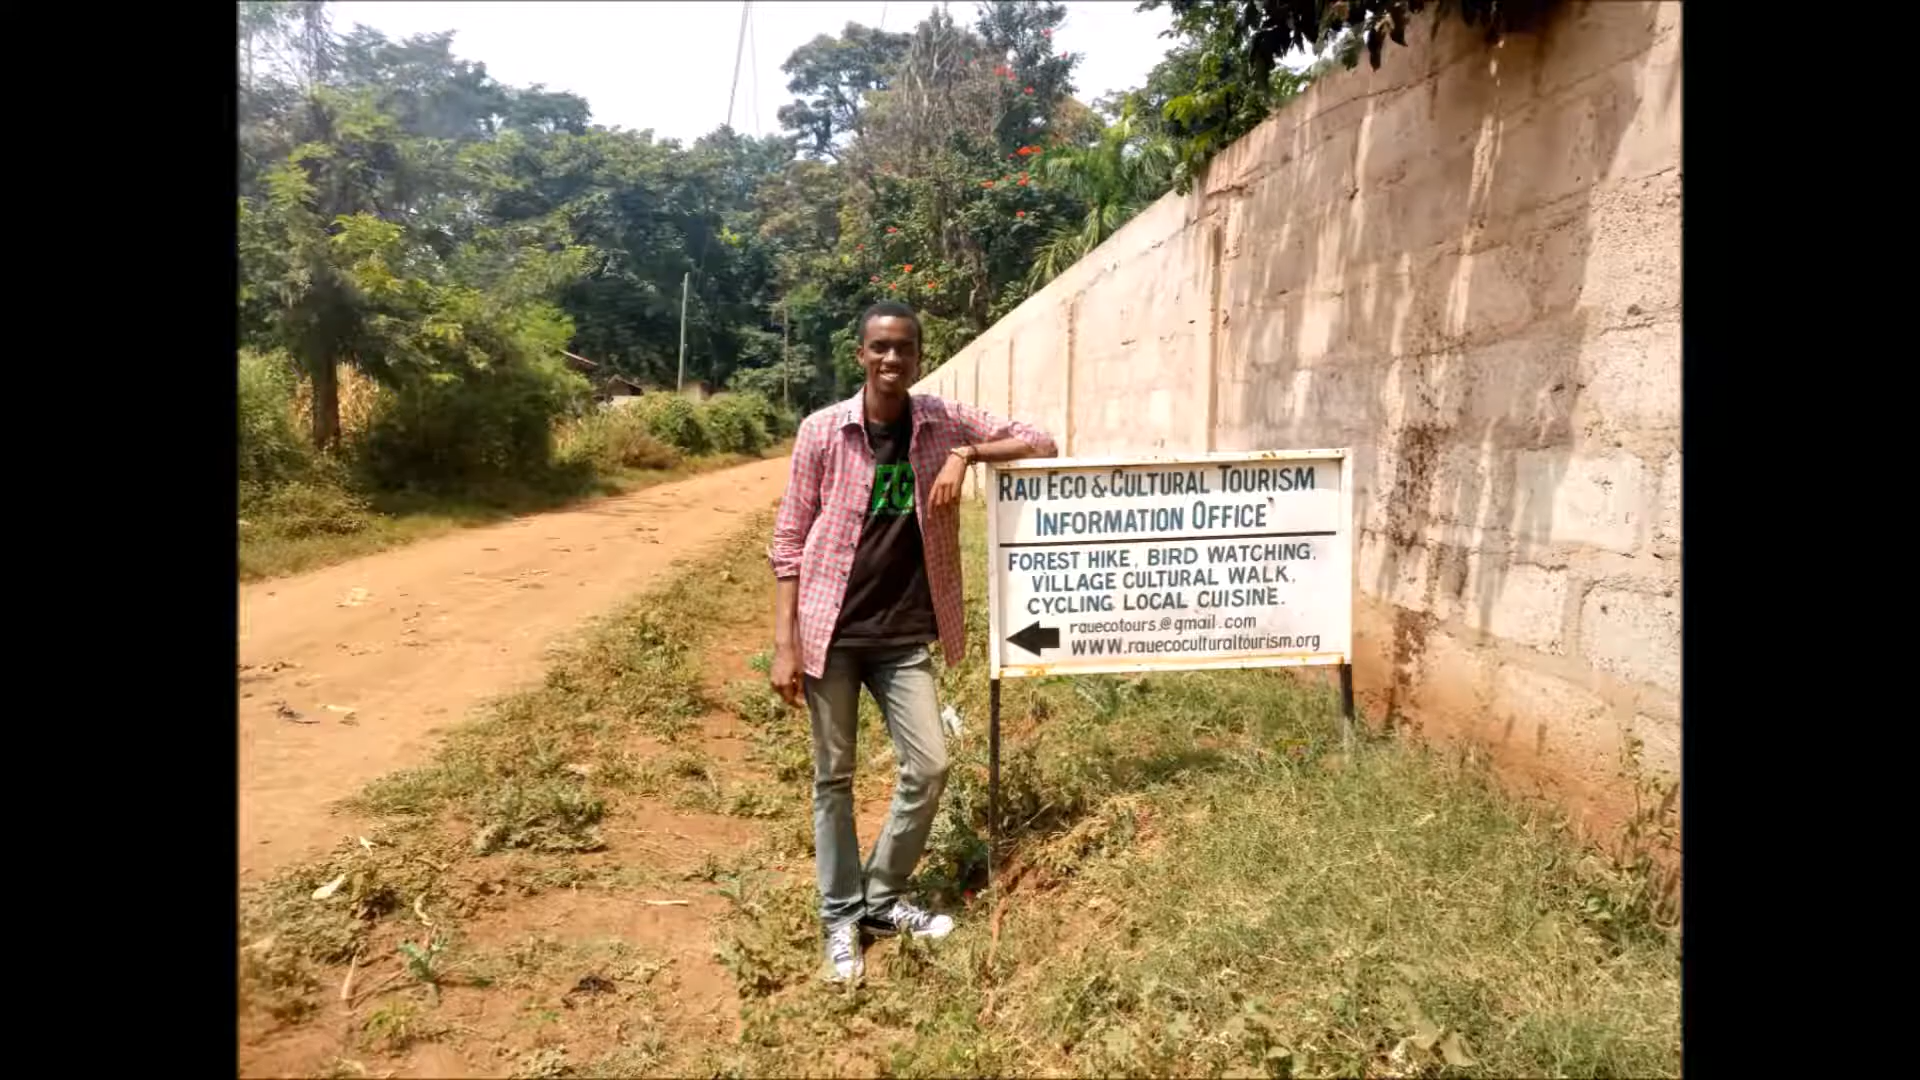 EG
RAU ECO & CULTURAL TOURISM
INFORMATION OFFICE
FOREST HIKE, BIRD WATCHING,
VILLAGE CULTURAL WALK,
CYCLING LOCAL CUISINE.
rauecotours@gmail.com
WWW.rauecoculturaltourism.org